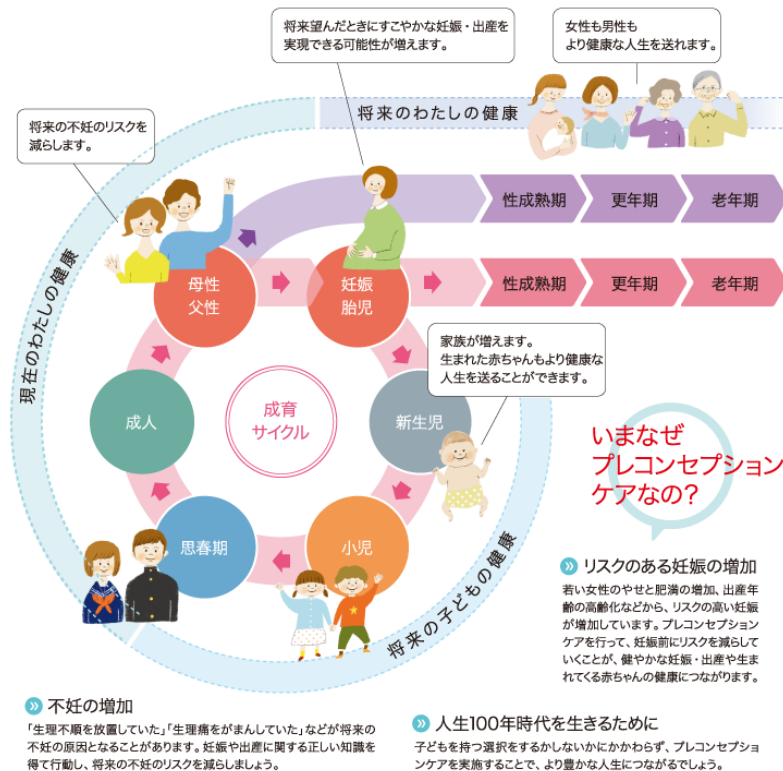 将来望んだときにすこやかな妊娠・出産を
実現できる可能性が増えます。
女性も男性も
より健康な人生を送れます。
将来の不妊のリスクを
減らします。
将来のわたしの健康
現在のわたしの健康
性成熟期
更年期
老年期
母性
父性
妊娠
胎児
性成熟期
更年期
老年期
家族が増えます。
生まれた赤ちゃんもより健康な
人生を送ることができます。
成人
成育
サイクル
新生児
思春期
小児
将来の子どもの健康
いまなぜ
プレコンセプション
ケアなの?
リスクのある妊娠の増加
若い女性のやせと肥満の増加、出産年
齢の高齢化などから、リスクの高い妊娠
が増加しています。プレコンセプション
ケアを行って、妊娠前にリスクを減らして
いくことが、健やかな妊娠・出産や生ま
れてくる赤ちゃんの健康につながります。
不妊の増加
「生理不順を放置していた」「生理痛をがまんしていた」などが将来の
不妊の原因となることがあります。妊娠や出産に関する正しい知識を
得て行動し、将来の不妊のリスクを減らしましょう。
人生100年時代を生きるために
子どもを持つ選択をするかしないかにかかわらず、プレコンセプショ
ンケアを実施することで、より豊かな人生につながるでしょう。